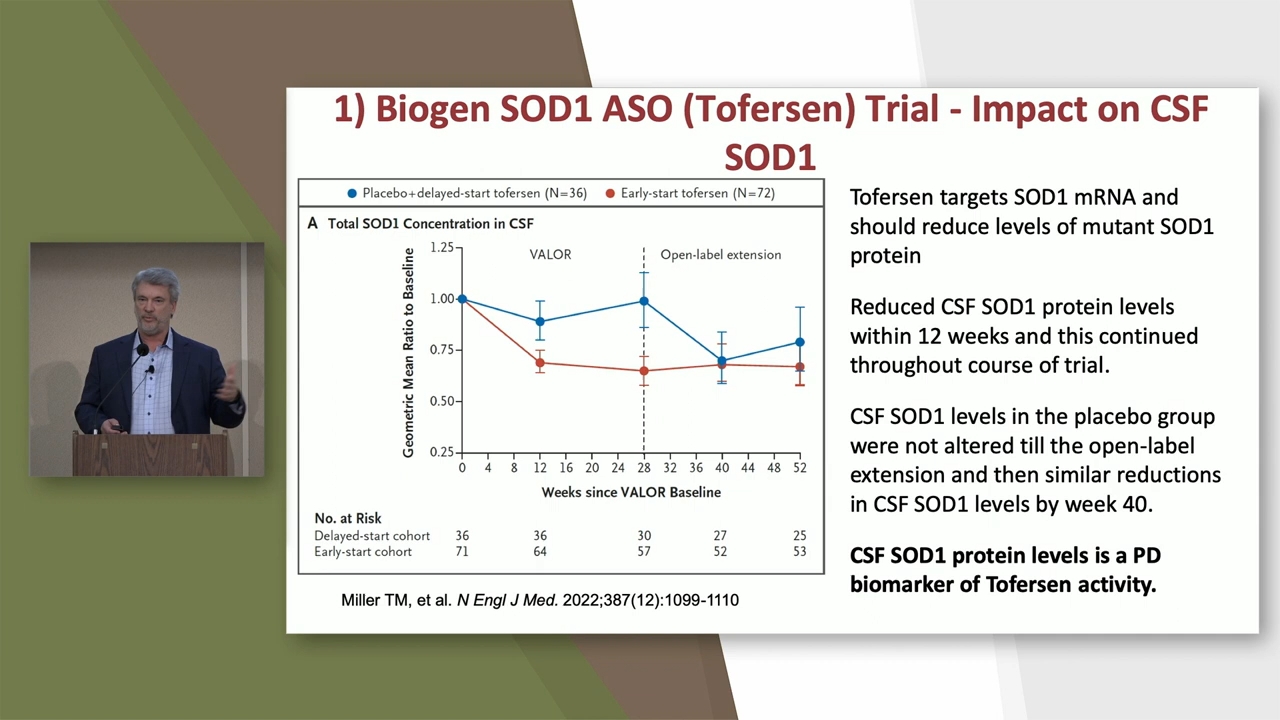 1) Biogen SOD1 ASO (Tofersen) Trial - Impact on CSF
SOD1
Placebo+delayed-start tofersen (N=36) Early-start tofersen (N=72)
A Total SOD1 Concentration in CSF
Geometric Mean Ratio to Baseline
1.25
1.00
0.75
0.50
0.25
VALOR Open-label extension
0 4 8 12 16 20 24 28 32 36 40 44 48 52
Weeks since VALOR Baseline
No. at Risk
Delayed-start cohort 36 36 30 27 25
Early-start cohort 71 64 57 52 53
Miller TM, et al. N Engl J Med. 2022;387(12):1099-1110
Tofersen targets SOD1 mRNA and
should reduce levels of mutant SOD1
protein
Reduced CSF SOD1 protein levels
within 12 weeks and this continued
throughout course of trial.
CSF SOD1 levels in the placebo group
were not altered till the open-label
extension and then similar reductions
in CSF SOD1 levels by week 40.
CSF SOD1 protein levels is a PD
biomarker of Tofersen activity.